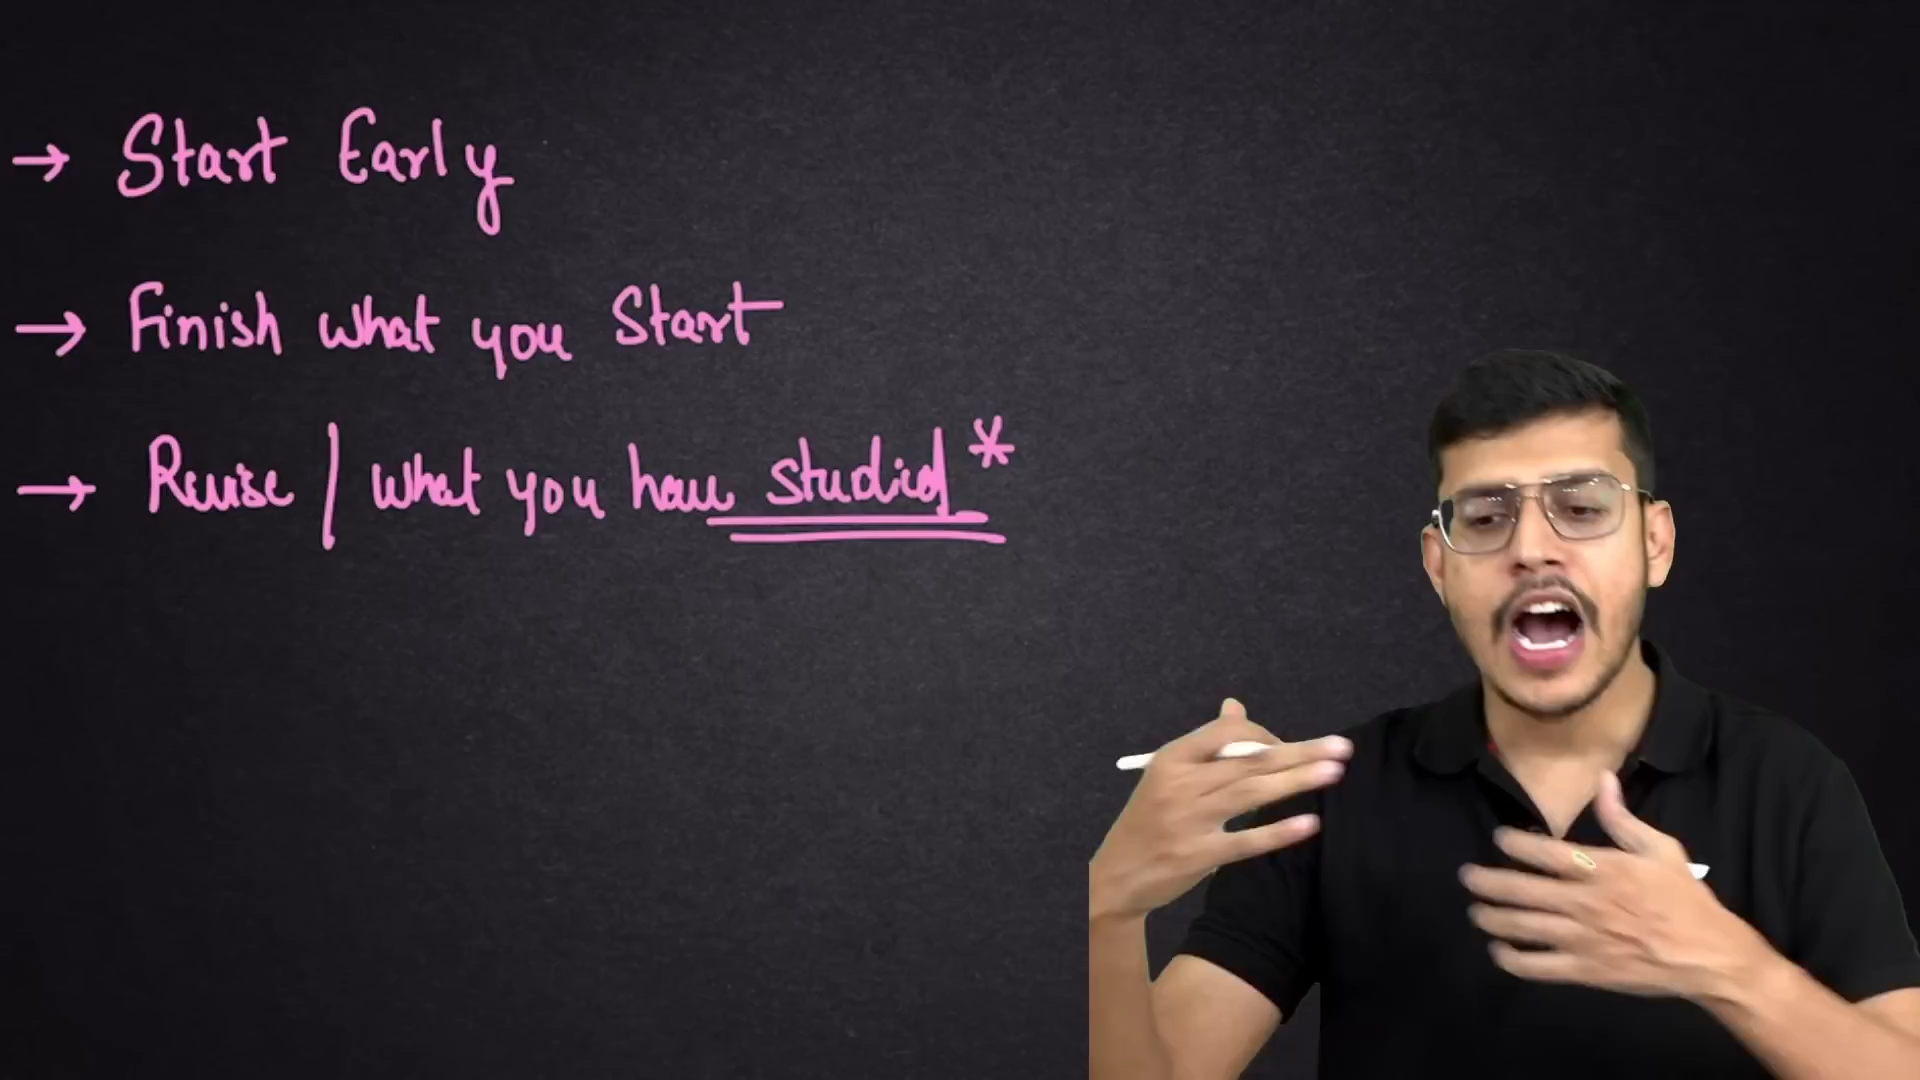 → Start Early
→ Finish what you Start
→ Revise | what you have studied *